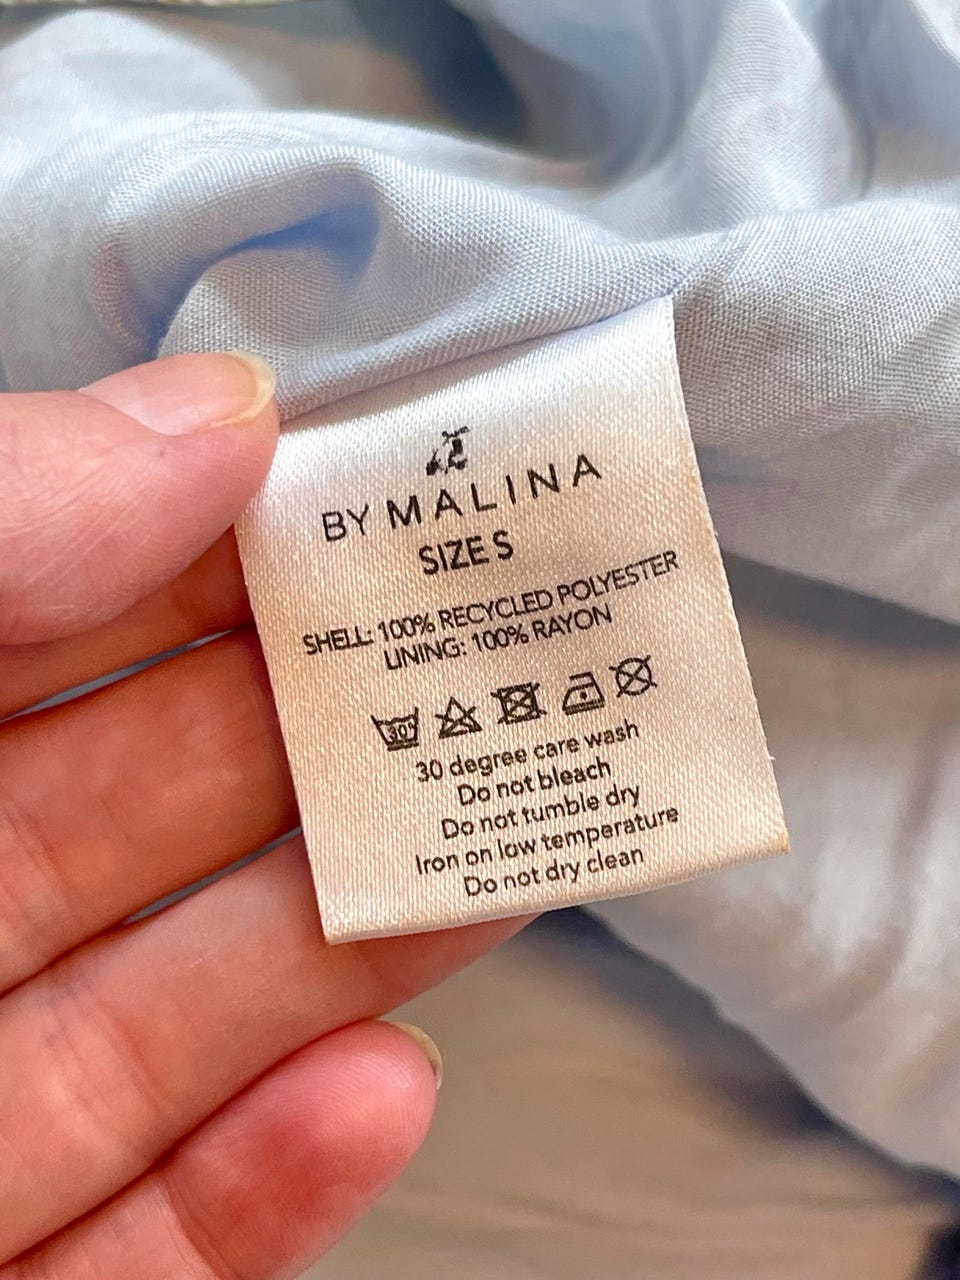 BY MALINA
SIZE S
SHELL: 100% RECYCLED POLYESTER
LINING: 100% RAYON
30°
30 degree care wash
Do not bleach
Do not tumble dry
Iron on low temperature
Do not dry clean